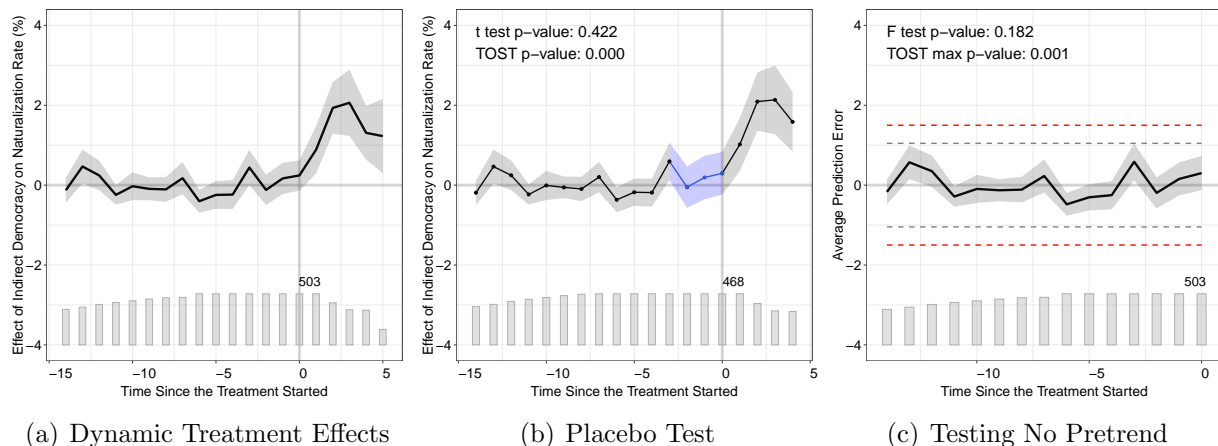 Effect of Indirect Democracy on Naturalization Rate (%)
4
2
0
−2
−4
503
−15
−10
−5
0
5
Time Since the Treatment Started
(a) Dynamic Treatment Effects
Effect of Indirect Democracy on Naturalization Rate (%)
t test p−value: 0.422
TOST p−value: 0.000
4
2
0
−2
−4
468
−15
−10
−5
0
5
Time Since the Treatment Started
(b) Placebo Test
Average Prediction Error
F test p−value: 0.182
TOST max p−value: 0.001
4
2
0
−2
−4
503
−10
−5
0
Time Since the Treatment Started
(c) Testing No Pretrend